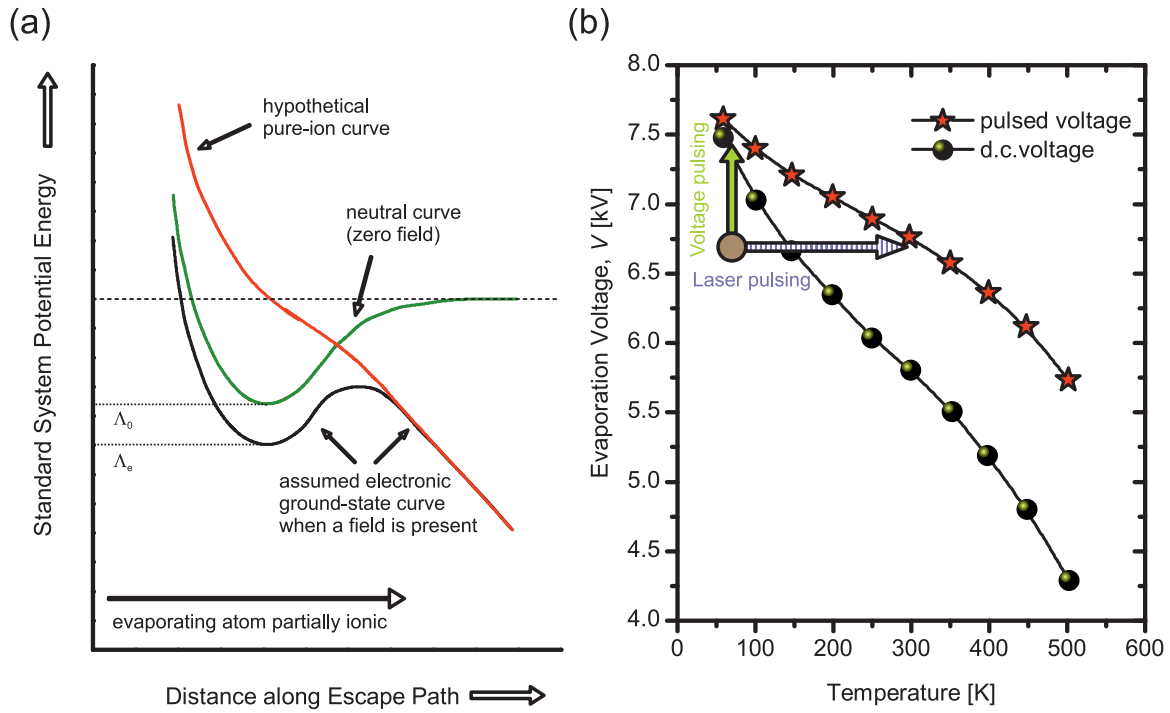 (a)
Standard System Potential Energy
hypothetical
pure-ion curve
neutral curve
(zero field)
Λ0
Λe
assumed electronic
ground-state curve
when a field is present
evaporating atom partially ionic
Distance along Escape Path
(b)
Evaporation Voltage, V [kV]
8.0
7.5
7.0
6.5
6.0
5.5
5.0
4.5
4.0
pulsed voltage
d.c.voltage
Voltage pulsing
Laser pulsing
0 100 200 300 400 500 600
Temperature [K]